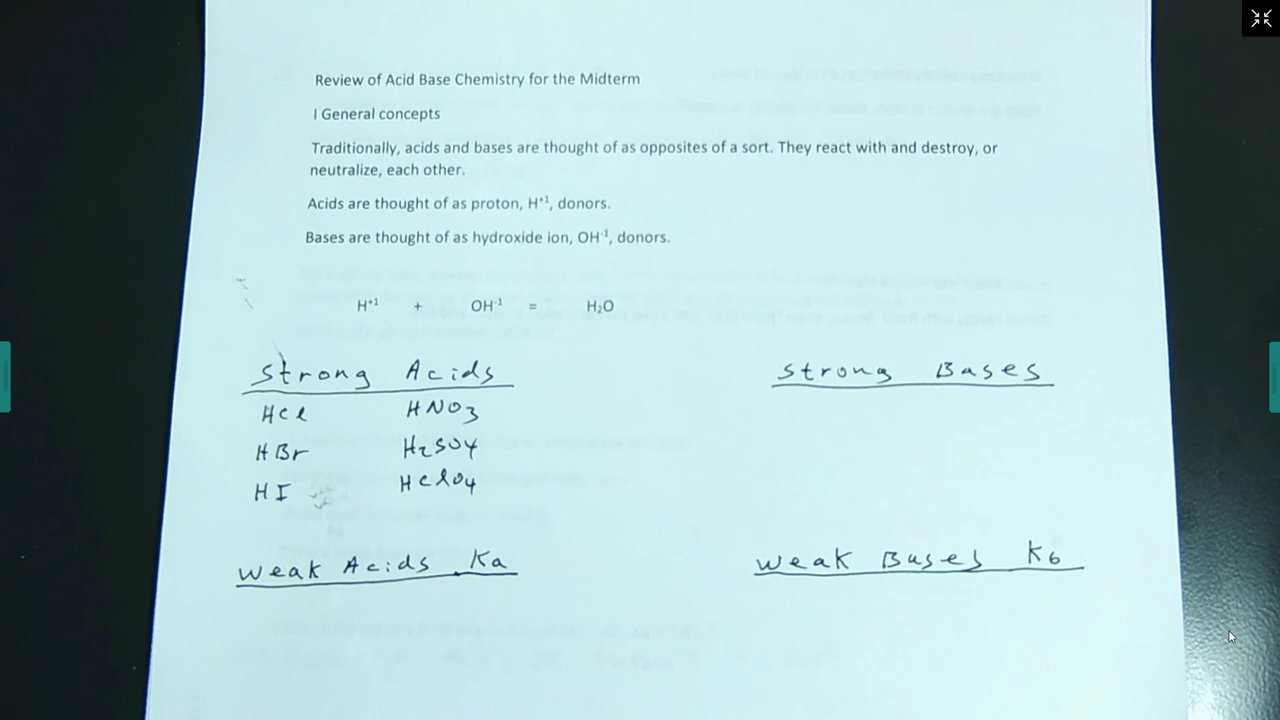 Review of Acid Base Chemistry for the Midterm
I General concepts
Traditionally, acids and bases are thought of as opposites of a sort. They react with and destroy, or
neutralize, each other.
Acids are thought of as proton, H⁺¹, donors.
Bases are thought of as hydroxide ion, OH⁻¹, donors.
H⁺¹ + OH⁻¹ = H₂O
Strong Acids
HCl HNO3
HBr H2SO4
HI HClO4
Strong Bases
Weak Acids Ka
Weak Bases Kb